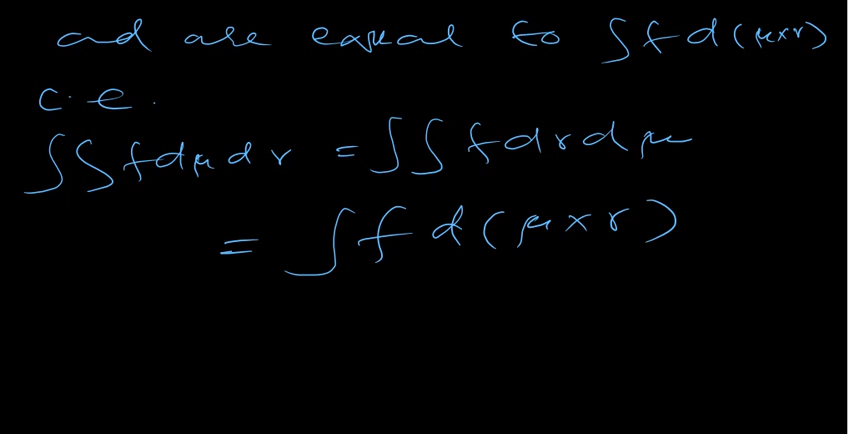 and are equal to ∫f d(μ×ν)
i.e.
∫∫f dμ dν = ∫∫f dν dμ
= ∫f d(μ×ν)